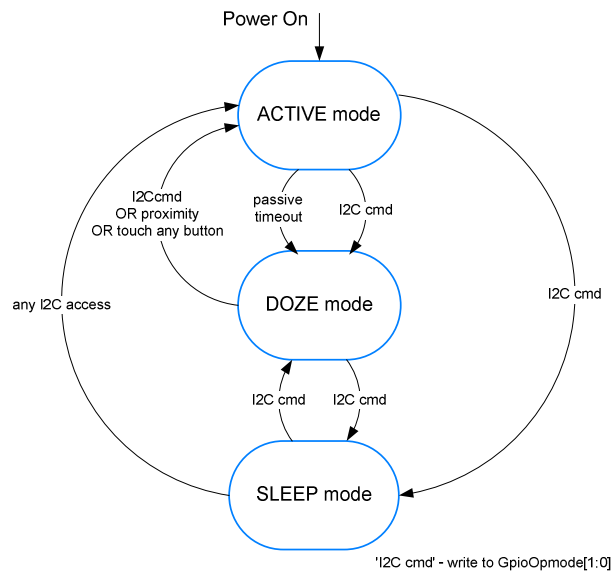 Power On
ACTIVE mode
I2Ccmd
OR proximity
OR touch any button
passive
timeout
I2C cmd
any I2C access
DOZE mode
I2C cmd
I2C cmd
I2C cmd
SLEEP mode
'I2C cmd' - write to GpioOpmode[1:0]